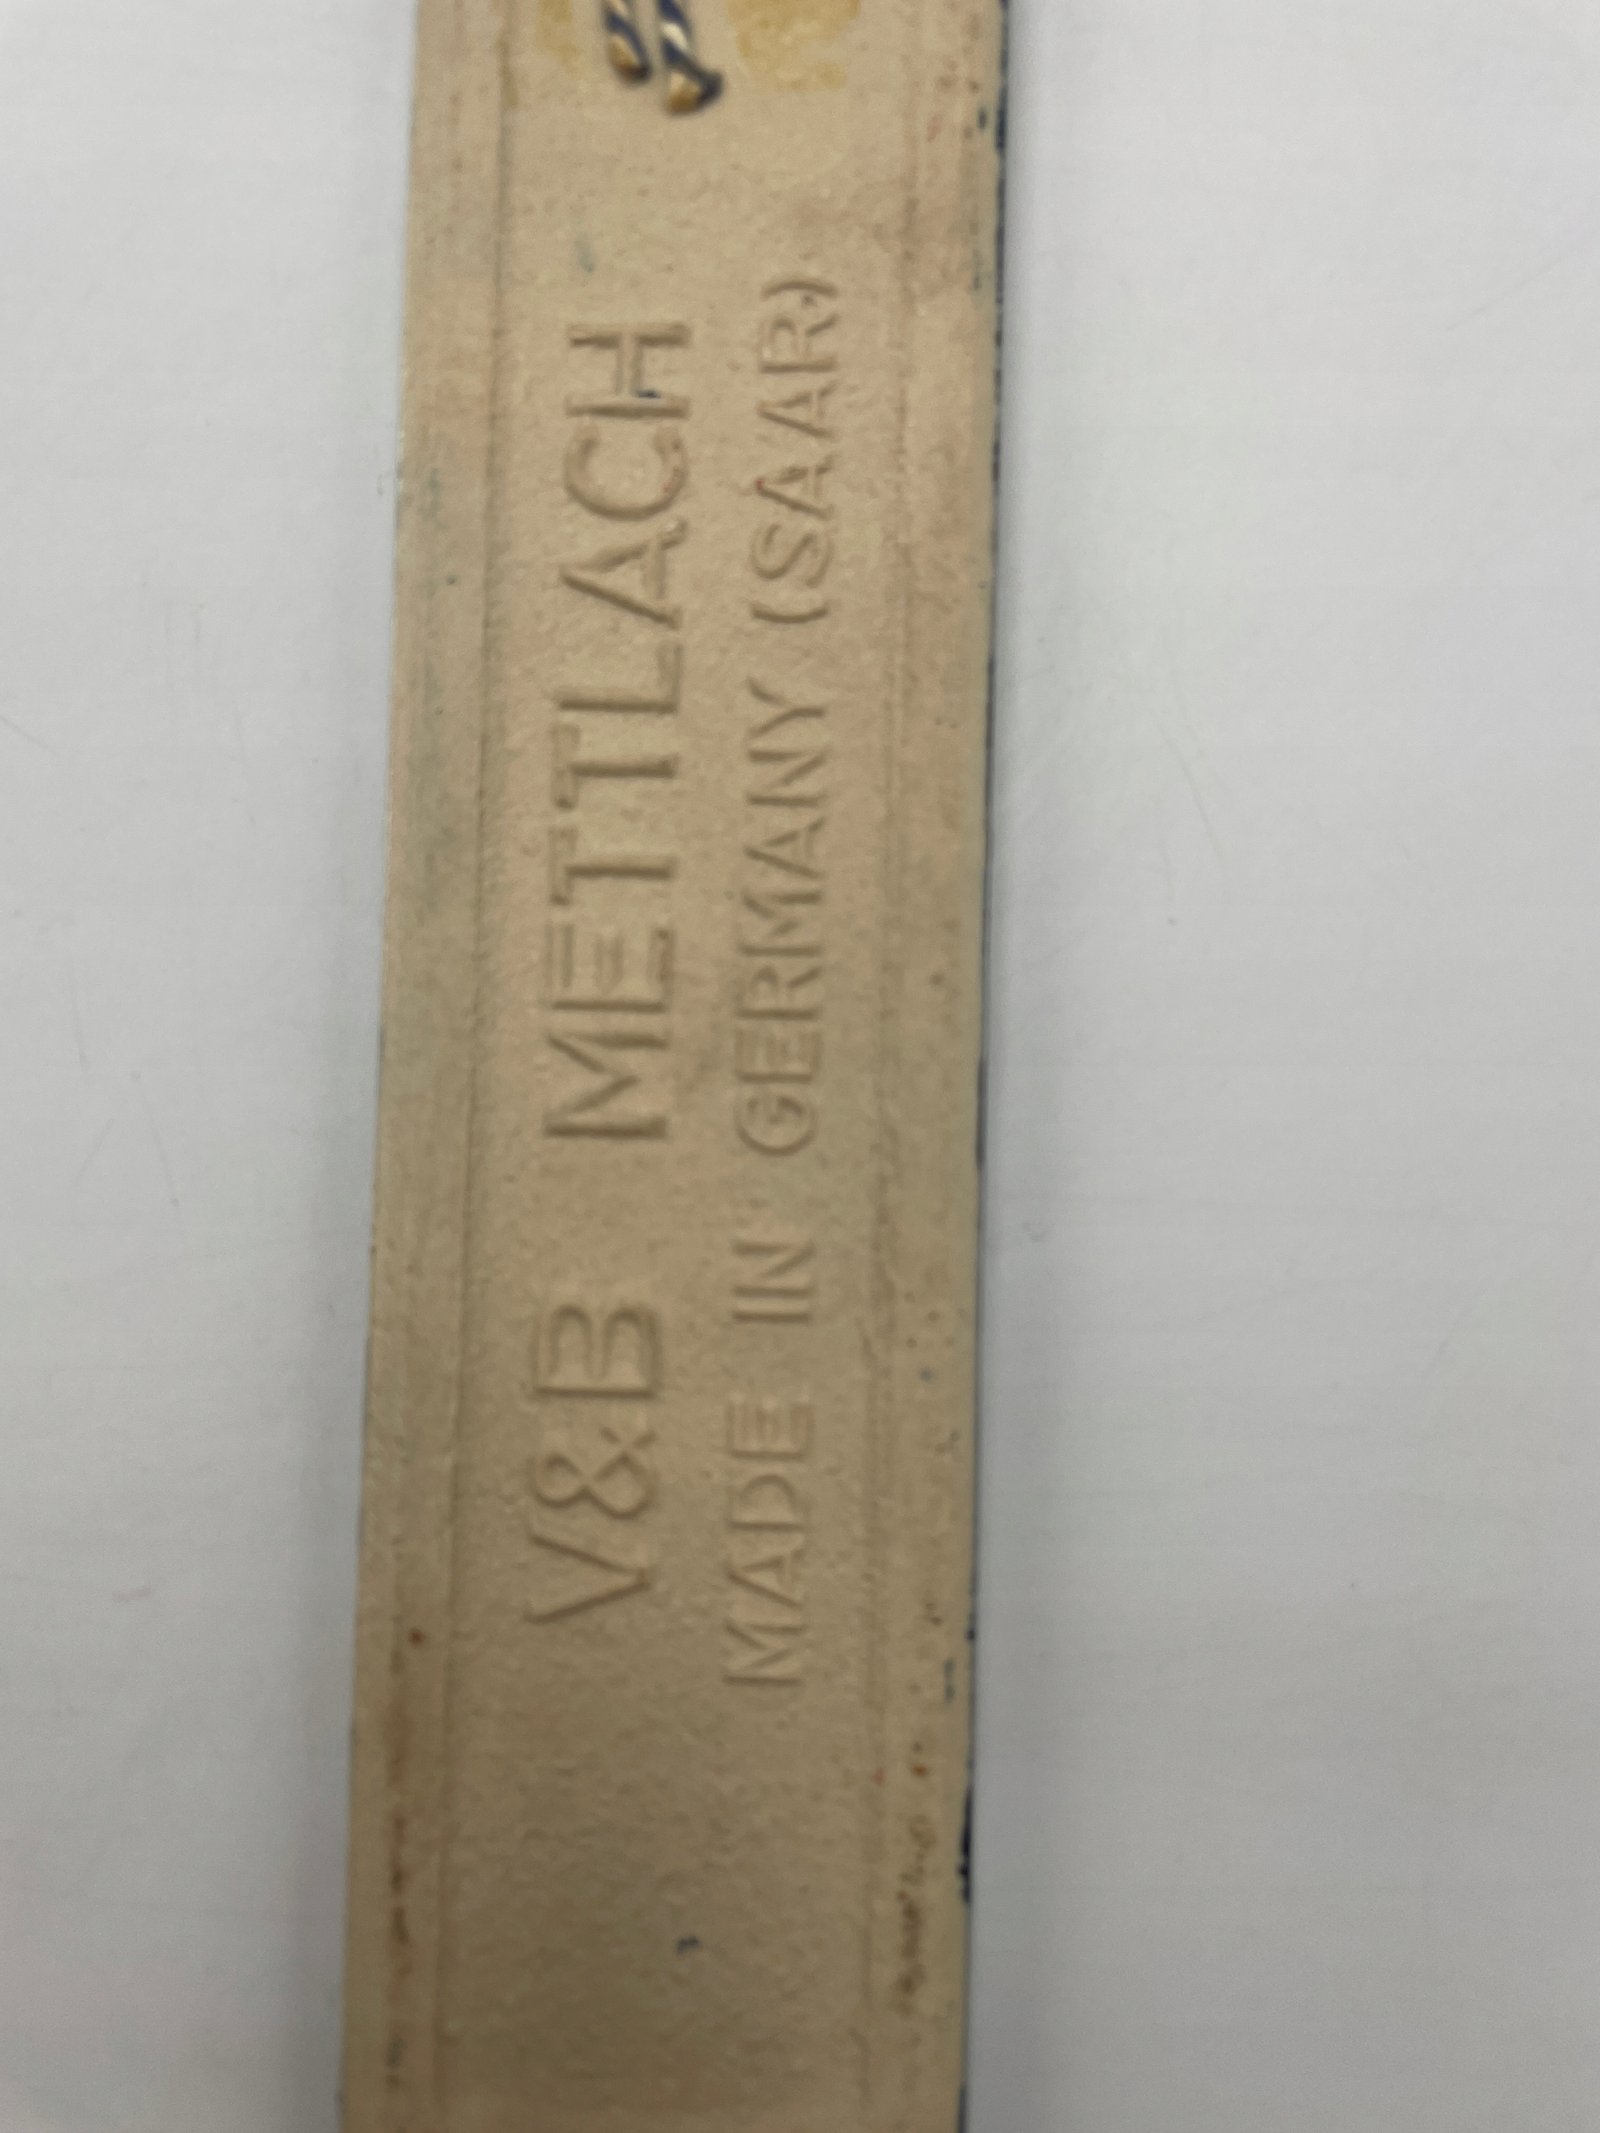 V&B METTLACH
MADE IN GERMANY (SAAR)